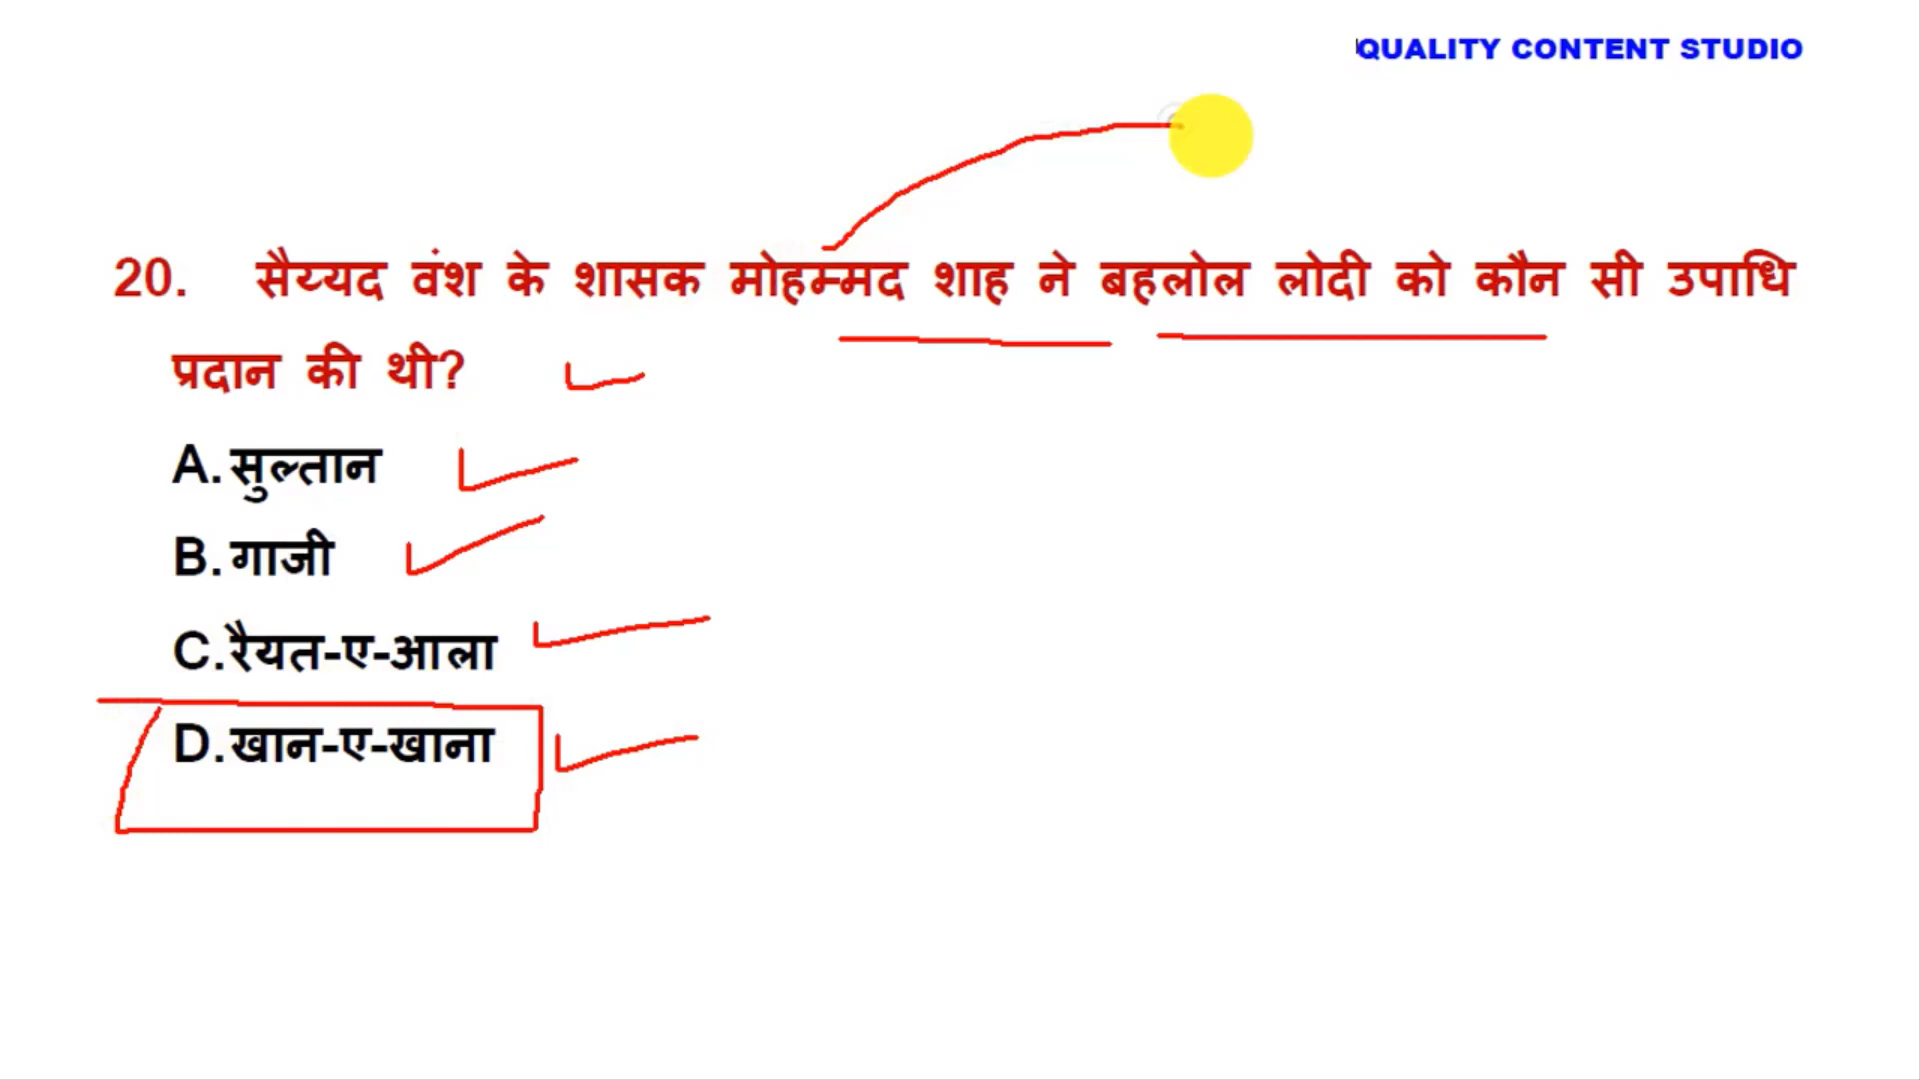 QUALITY CONTENT STUDIO
20. सैय्यद वंश के शासक मोहम्मद शाह ने बहलोल लोदी को कौन सी उपाधि
प्रदान की थी?
A. सुल्तान
B. गाजी
C. रैयत-ए-आला
D. खान-ए-खाना